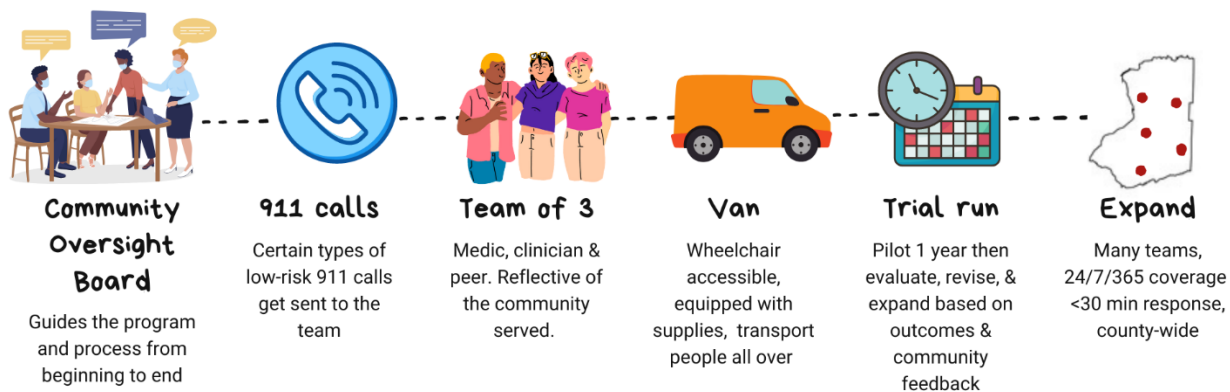 Community
Oversight
Board
Guides the program
and process from
beginning to end
911 calls
Certain types of
low-risk 911 calls
get sent to the
team
Team of 3
Medic, clinician &
peer. Reflective of
the community
served.
Van
Wheelchair
accessible,
equipped with
supplies, transport
people all over
Trial run
Pilot 1 year then
evaluate, revise, &
expand based on
outcomes &
community
feedback
Expand
Many teams,
24/7/365 coverage
<30 min response,
county-wide